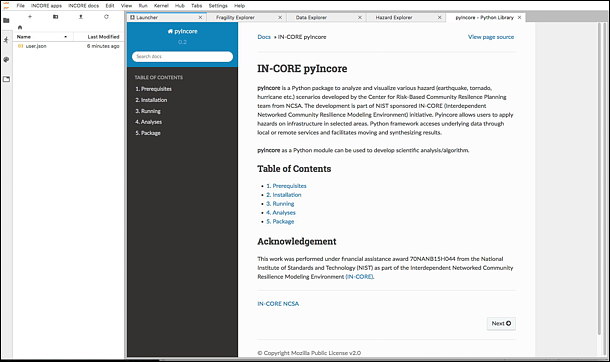 File INCORE apps INCORE docs Edit View Run Kernel Hub Tabs Settings Help
Launcher Fragility Explorer Data Explorer Hazard Explorer pyIncore - Python Library
Name Last Modified
user.json 6 minutes ago
pyIncore
0.2
Search docs
TABLE OF CONTENTS
1. Prerequisites
2. Installation
3. Running
4. Analyses
5. Package
Docs » IN-CORE pyIncore View page source
IN-CORE pyIncore
pyIncore is a Python package to analyze and visualize various hazard (earthquake, tornado,
hurricane etc.) scenarios developed by the Center for Risk-Based Community Resilience Planning
team from NCSA. The development is part of NIST sponsored IN-CORE (Interdependent
Networked Community Resilience Modeling Environment) initiative. PyIncore allows users to apply
hazards on infrastructure in selected areas. Python framework acceses underlying data through
local or remote services and facilitates moving and synthesizing results.
pyIncore as a Python module can be used to develop scientific analysis/algorithm.
Table of Contents
1. Prerequisites
2. Installation
3. Running
4. Analyses
5. Package
Acknowledgement
This work was performed under financial assistance award 70NANB15H044 from the National
Institute of Standards and Technology (NIST) as part of the Interdependent Networked Community
Resilience Modeling Environment (IN-CORE).
IN-CORE NCSA
Next
© Copyright Mozilla Public License v2.0